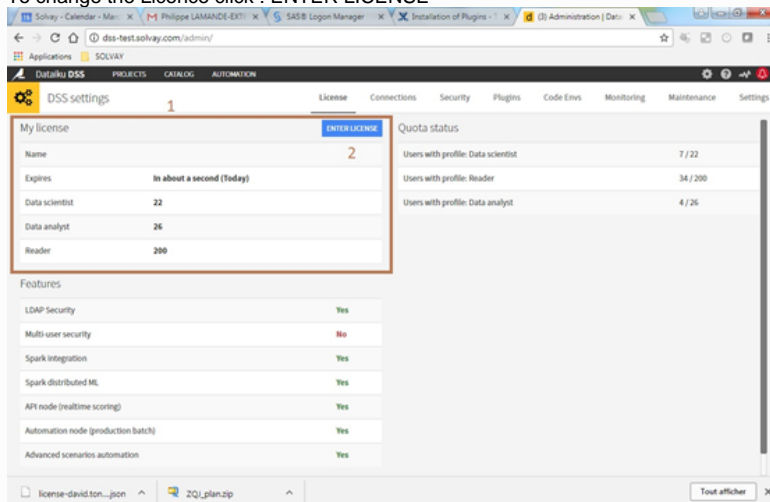 To change the Licence click : ENTER LICENSE
Solvay - Calendar - Mar
Philippe LAMANDE-EXT
SAS® Logon Manager
Installation of Plugins -
(3) Administration | Data
dss-test.solvay.com/admin/
Applications SOLVAY
Dataiku DSS PROJECTS CATALOG AUTOMATION
DSS settings License Connections Security Plugins Code Envs Monitoring Maintenance Settings
1
My license ENTER LICENSE
2
Name
Expires In about a second (Today)
Data scientist 22
Data analyst 26
Reader 200
Quota status
Users with profile: Data scientist 7 / 22
Users with profile: Reader 34 / 200
Users with profile: Data analyst 4 / 26
Features
LDAP Security Yes
Multi-user security No
Spark integration Yes
Spark distributed ML Yes
API node (realtime scoring) Yes
Automation node (production batch) Yes
Advanced scenarios automation Yes
license-david.ton....json
ZQJ_plan.zip
Tout afficher